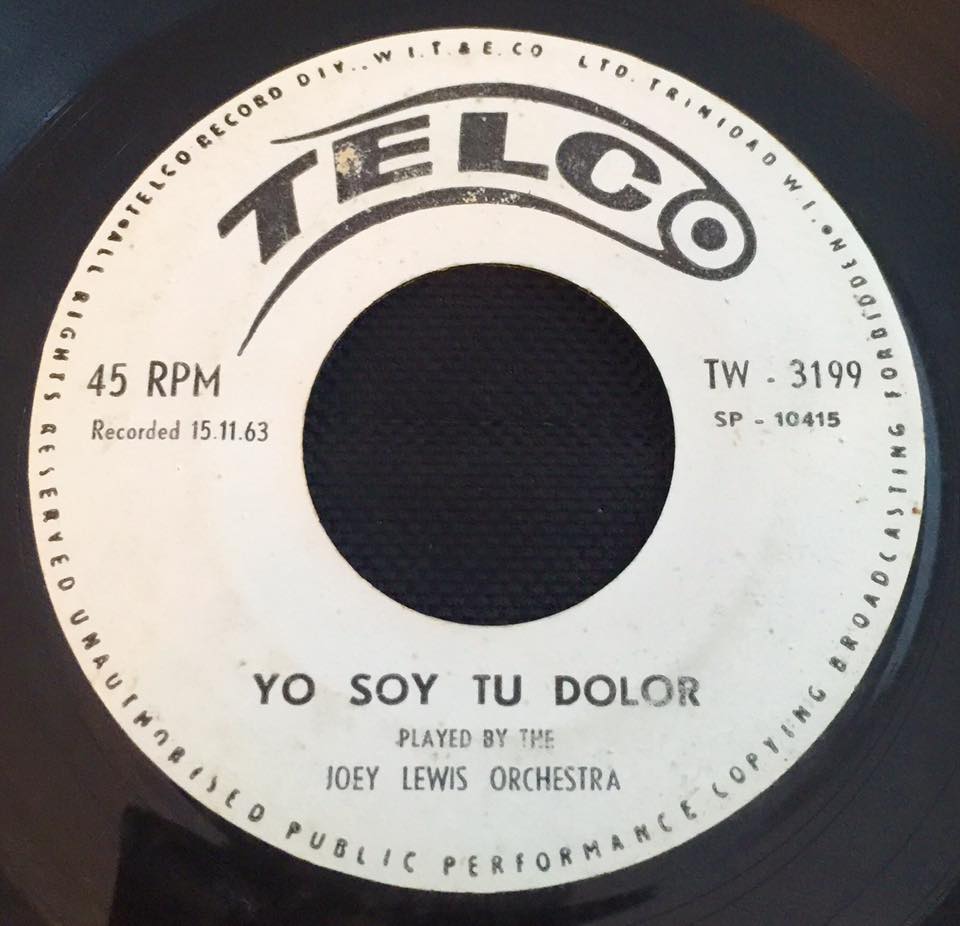 TELCO RECORD DIV., W.I.T.&E.CO LTD. TRINIDAD W.I.
TELCO
45 RPM
Recorded 15.11.63
TW - 3199
SP - 10415
YO SOY TU DOLOR
PLAYED BY THE
JOEY LEWIS ORCHESTRA
ALL RIGHTS RESERVED UNAUTHORISED PUBLIC PERFORMANCE COPYING BROADCASTING FORBIDDEN